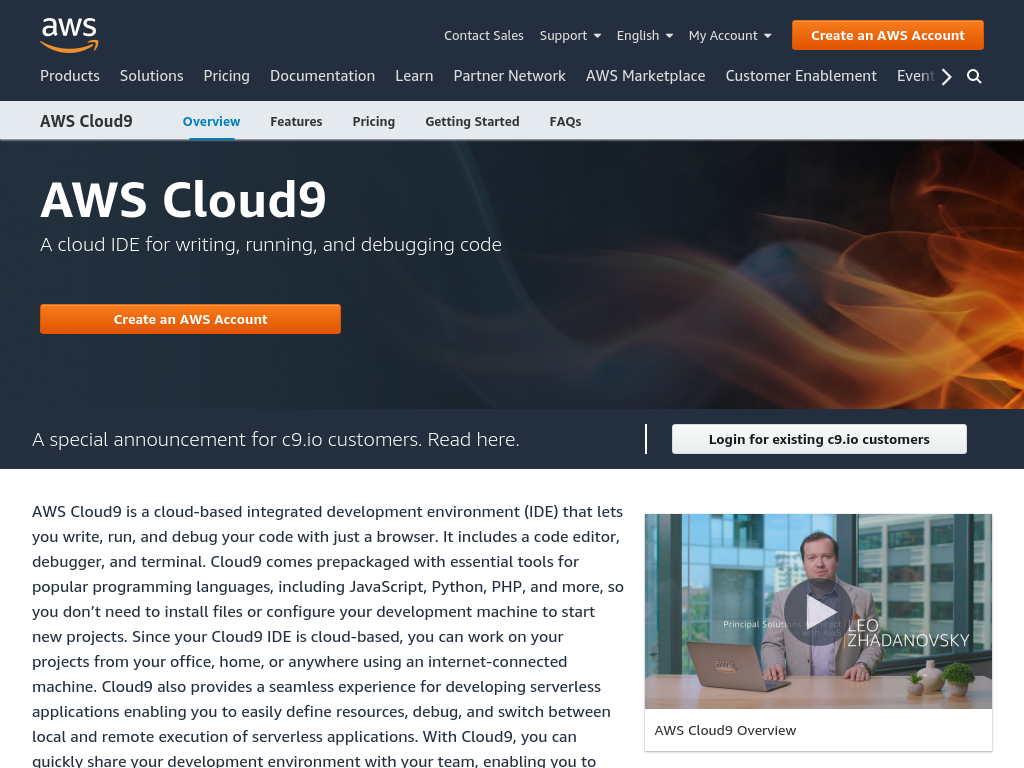 aws
Contact Sales Support English My Account Create an AWS Account
Products Solutions Pricing Documentation Learn Partner Network AWS Marketplace Customer Enablement Event
AWS Cloud9 Overview Features Pricing Getting Started FAQs
AWS Cloud9
A cloud IDE for writing, running, and debugging code
Create an AWS Account
A special announcement for c9.io customers. Read here.
Login for existing c9.io customers
AWS Cloud9 is a cloud-based integrated development environment (IDE) that lets
you write, run, and debug your code with just a browser. It includes a code editor,
debugger, and terminal. Cloud9 comes prepackaged with essential tools for
popular programming languages, including JavaScript, Python, PHP, and more, so
you don’t need to install files or configure your development machine to start
new projects. Since your Cloud9 IDE is cloud-based, you can work on your
projects from your office, home, or anywhere using an internet-connected
machine. Cloud9 also provides a seamless experience for developing serverless
applications enabling you to easily define resources, debug, and switch between
local and remote execution of serverless applications. With Cloud9, you can
quickly share your development environment with your team, enabling you to
Principal Solutions Architect
with AWS
LEO
ZHADANOVSKY
aws
AWS Cloud9 Overview